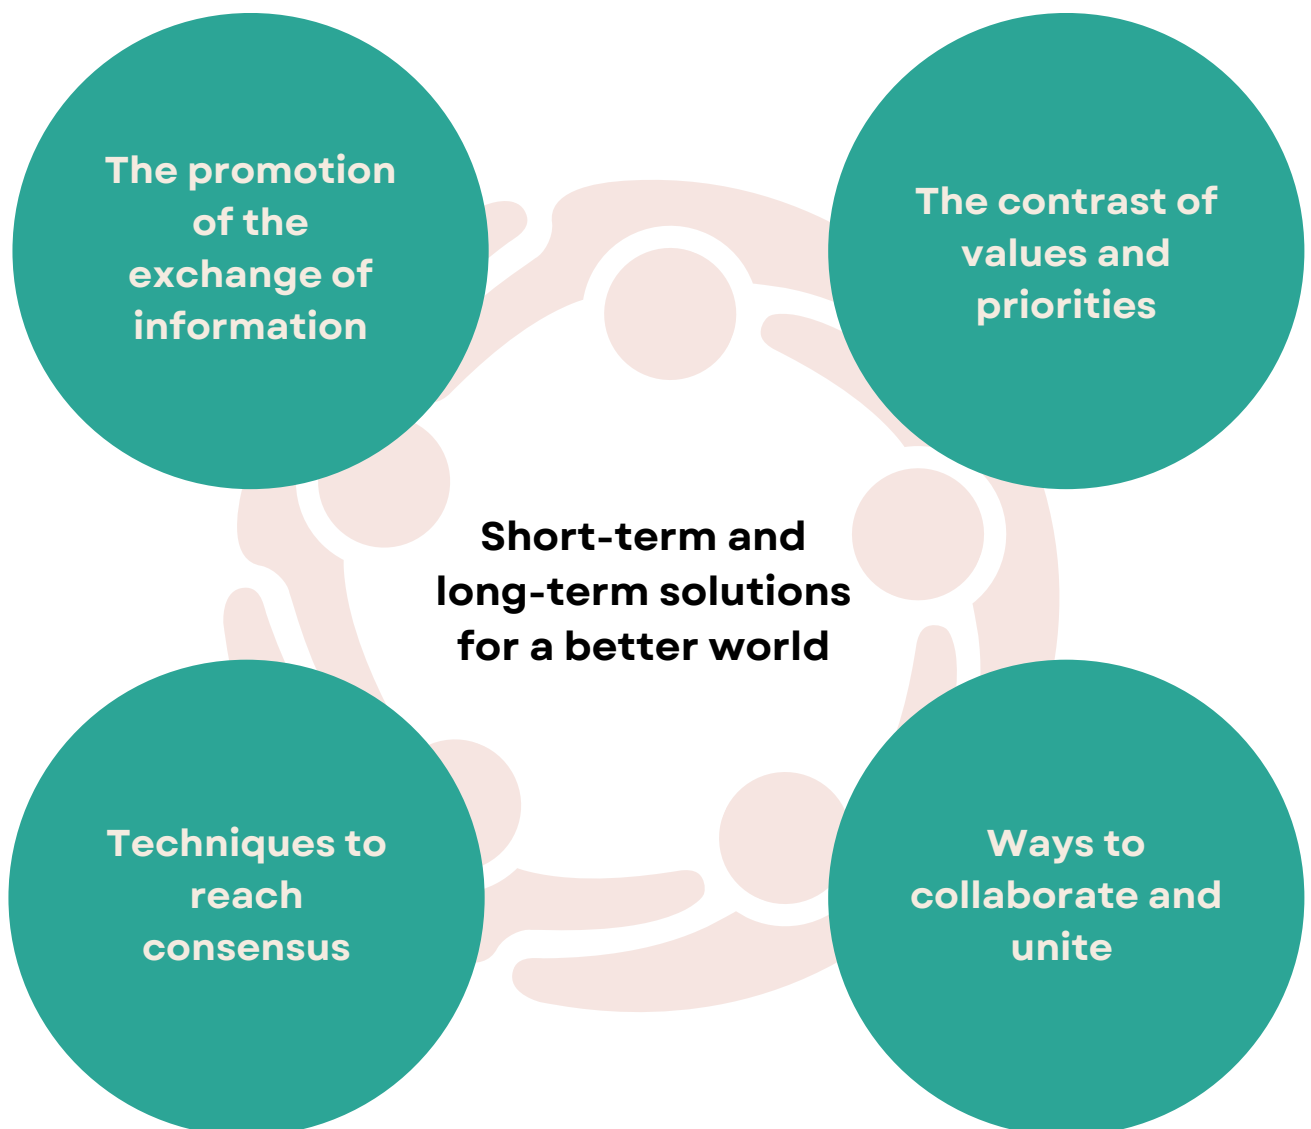 The promotion
of the
exchange of
information
The contrast of
values and
priorities
Short-term and
long-term solutions
for a better world
Techniques to
reach
consensus
Ways to
collaborate and
unite